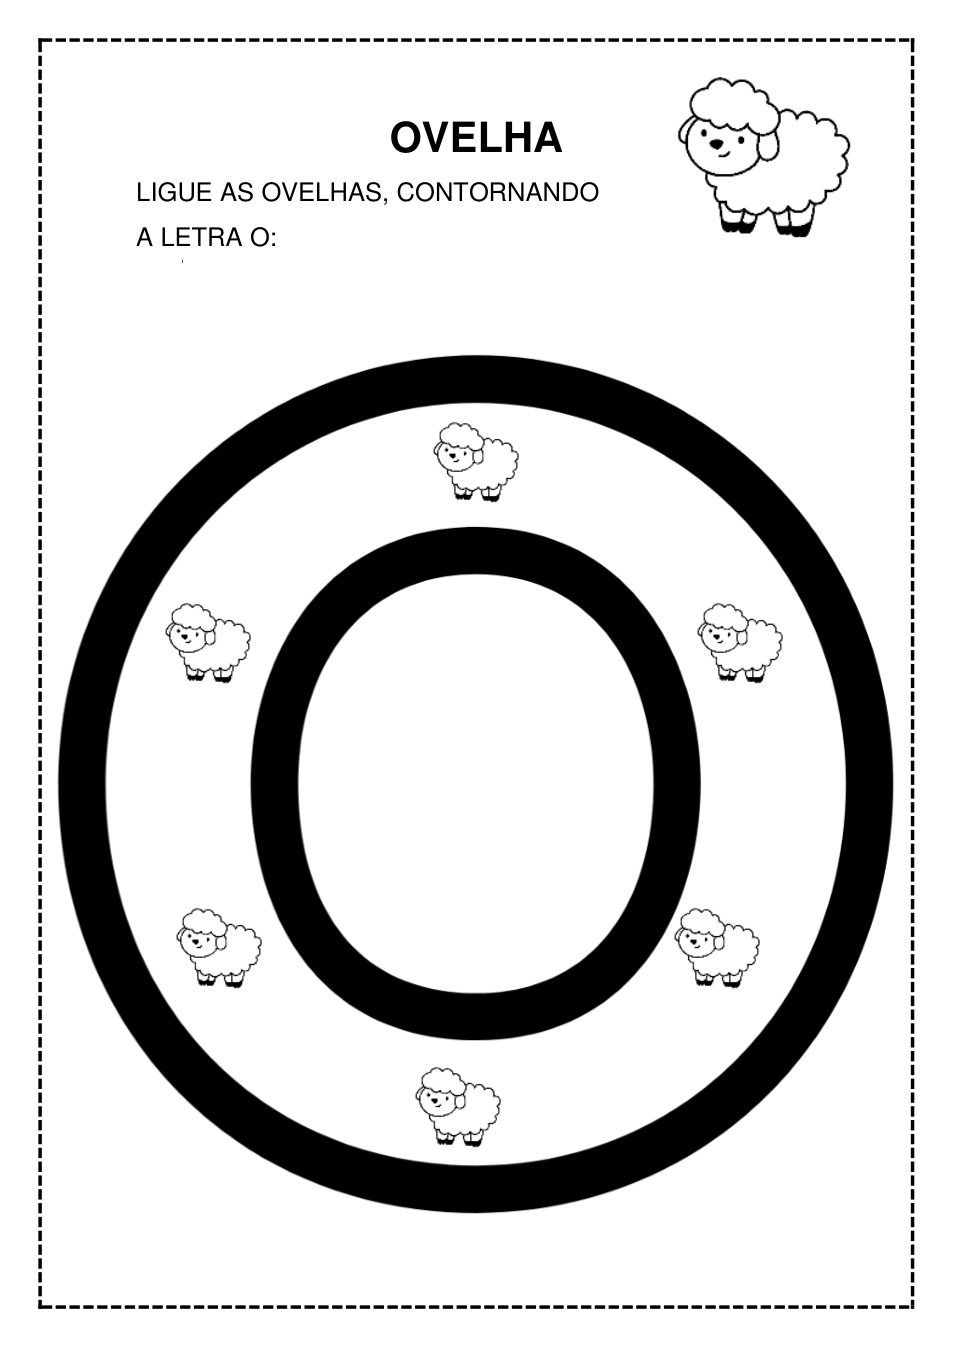 OVELHA
LIGUE AS OVELHAS, CONTORNANDO
A LETRA O:
O